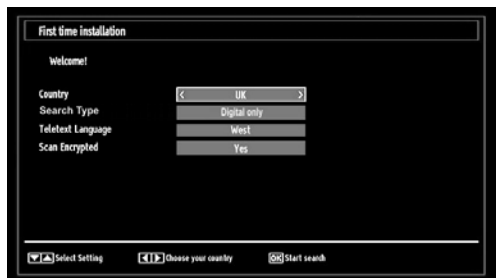 First time installation
Welcome!
Country < UK >
Search Type Digital only
Teletext Language West
Scan Encrypted Yes
Select Setting Choose your country OK Start search